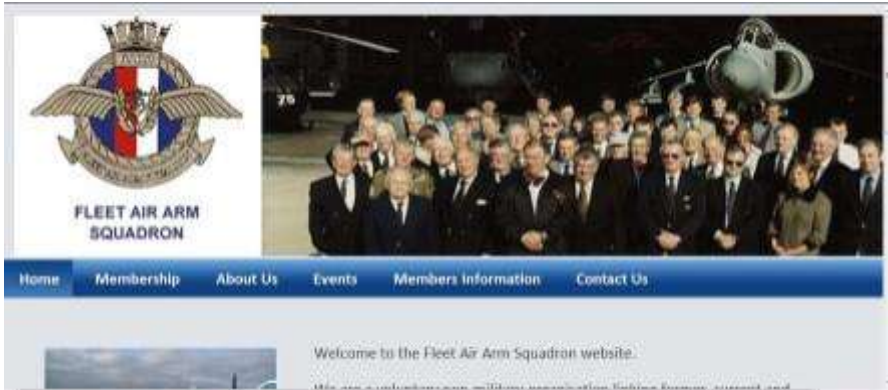 FLEET AIR ARM
SQUADRON
75
Home Membership About Us Events Members Information Contact Us
Welcome to the Fleet Air Arm Squadron website.
We are a voluntary non-military organisation linking former, current and